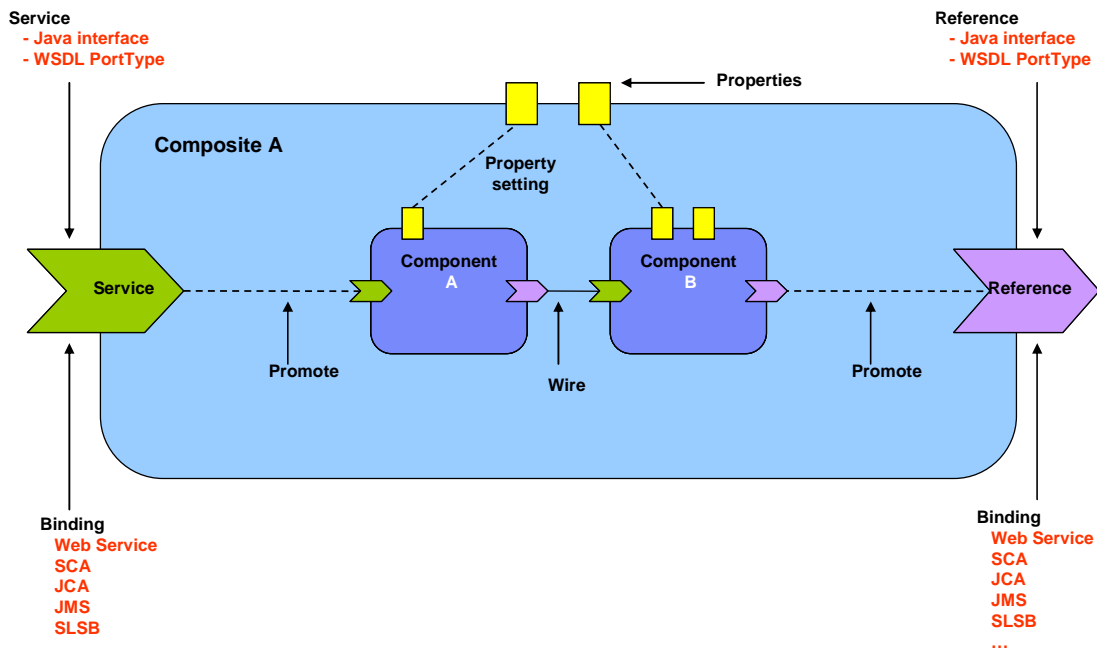 Service
- Java interface
- WSDL PortType
Reference
- Java interface
- WSDL PortType
Properties
Composite A
Property
setting
Component
A
Component
B
Service
Reference
Promote
Wire
Promote
Binding
Web Service
SCA
JCA
JMS
SLSB
Binding
Web Service
SCA
JCA
JMS
SLSB
...